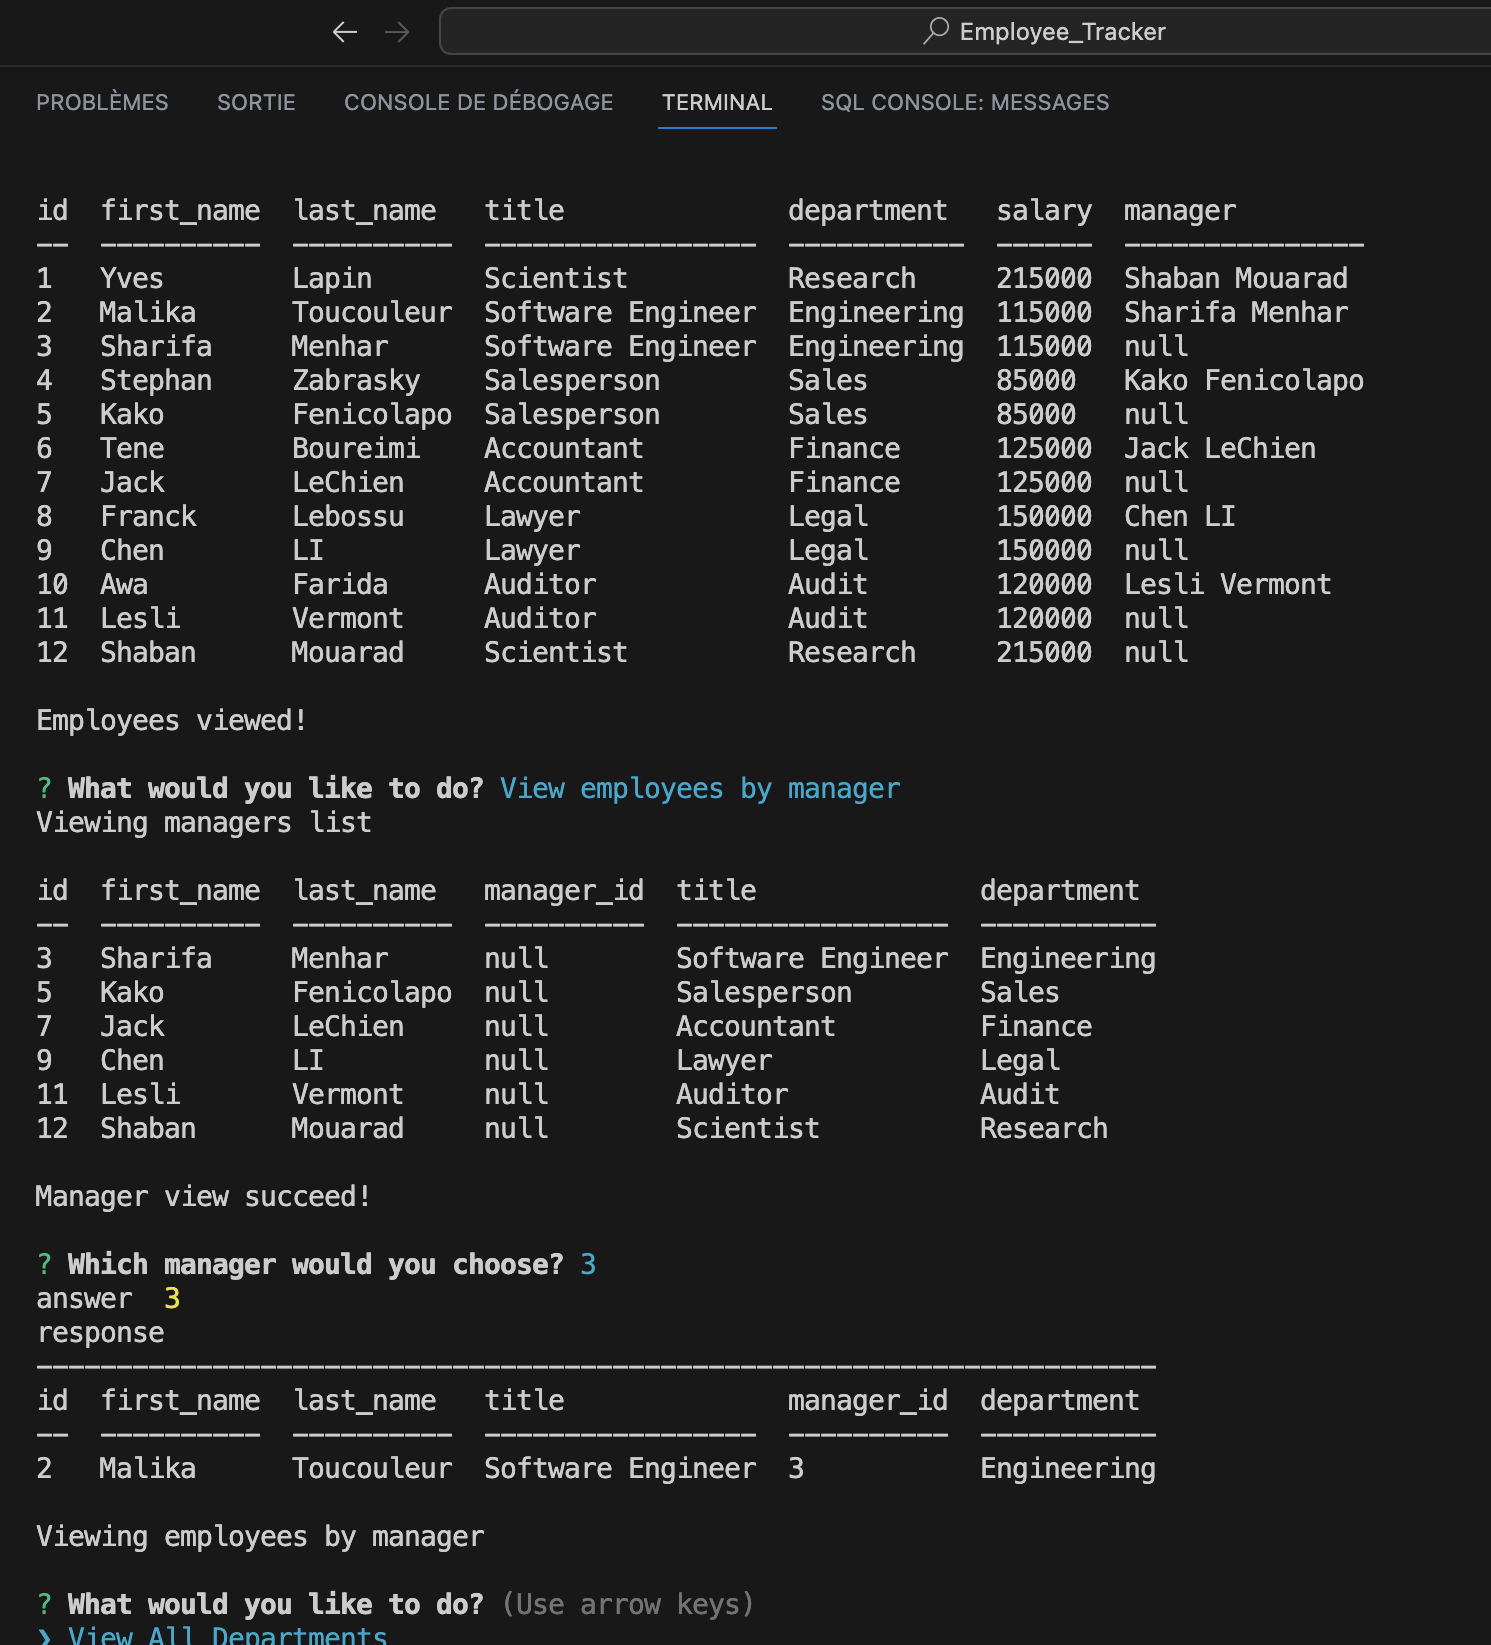 Employee_Tracker
PROBLÈMES SORTIE CONSOLE DE DÉBOGAGE TERMINAL SQL CONSOLE: MESSAGES
id  first_name  last_name   title              department   salary  manager
--  ----------  ----------  -----------------  -----------  ------  ---------------
1   Yves        Lapin       Scientist          Research     215000  Shaban Mouarad
2   Malika      Toucouleur  Software Engineer  Engineering  115000  Sharifa Menhar
3   Sharifa     Menhar      Software Engineer  Engineering  115000  null
4   Stephan     Zabrasky    Salesperson        Sales        85000   Kako Fenicolapo
5   Kako        Fenicolapo  Salesperson        Sales        85000   null
6   Tene        Boureimi    Accountant         Finance      125000  Jack LeChien
7   Jack        LeChien     Accountant         Finance      125000  null
8   Franck      Lebossu     Lawyer             Legal        150000  Chen LI
9   Chen        LI          Lawyer             Legal        150000  null
10  Awa         Farida      Auditor            Audit        120000  Lesli Vermont
11  Lesli       Vermont     Auditor            Audit        120000  null
12  Shaban      Mouarad     Scientist          Research     215000  null
Employees viewed!
? What would you like to do? View employees by manager
Viewing managers list
id  first_name  last_name   manager_id  title              department
--  ----------  ----------  ----------  -----------------  -----------
3   Sharifa     Menhar      null        Software Engineer  Engineering
5   Kako        Fenicolapo  null        Salesperson        Sales
7   Jack        LeChien     null        Accountant         Finance
9   Chen        LI          null        Lawyer             Legal
11  Lesli       Vermont     null        Auditor            Audit
12  Shaban      Mouarad     null        Scientist          Research
Manager view succeed!
? Which manager would you choose? 3
answer  3
response
----------------------------------------------------------------------
id  first_name  last_name   title              manager_id  department
--  ----------  ----------  -----------------  ----------  -----------
2   Malika      Toucouleur  Software Engineer  3           Engineering
Viewing employees by manager
? What would you like to do? (Use arrow keys)
❯ View All Departments